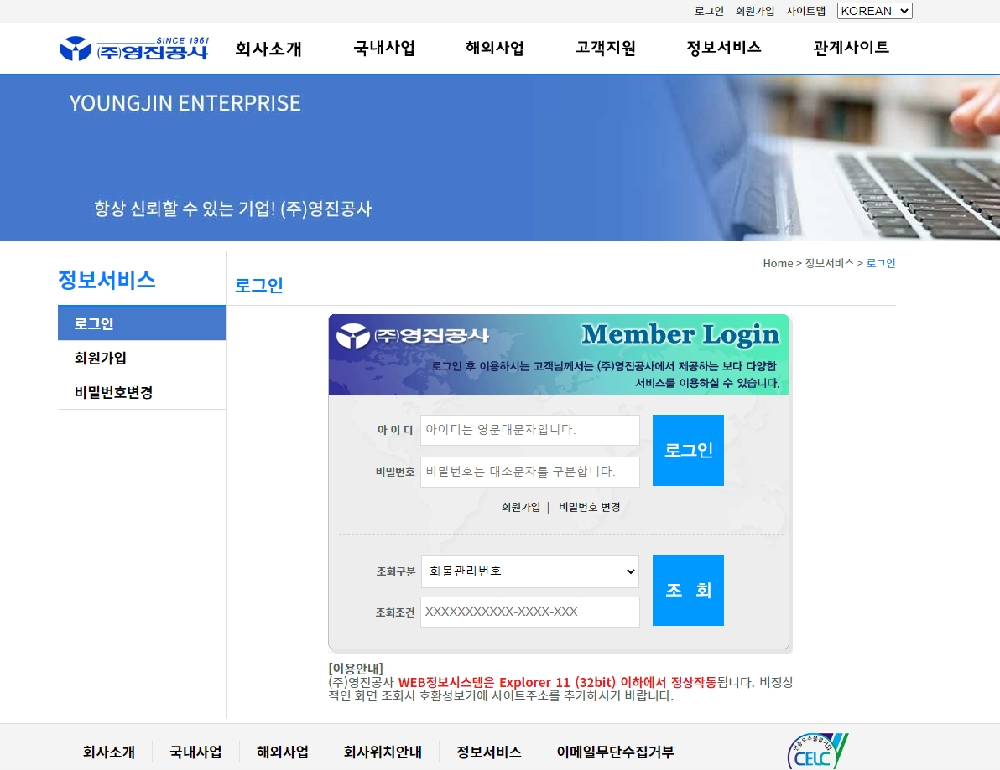 로그인 회원가입 사이트맵 KOREAN
SINCE 1961
(주)영진공사 회사소개 국내사업 해외사업 고객지원 정보서비스 관계사이트
YOUNGJIN ENTERPRISE
항상 신뢰할 수 있는 기업! (주)영진공사
Home > 정보서비스 > 로그인
정보서비스
로그인
로그인
회원가입
비밀번호변경
(주)영진공사 Member Login
로그인 후 이용하시는 고객님께서는 (주)영진공사에서 제공하는 보다 다양한
서비스를 이용하실 수 있습니다.
아 이 디 아이디는 영문대문자입니다.
로그인
비밀번호 비밀번호는 대소문자를 구분합니다.
회원가입 | 비밀번호 변경
조회구분 화물관리번호
조 회
조회조건 XXXXXXXXXXX-XXXX-XXX
[이용안내]
(주)영진공사 WEB정보시스템은 Explorer 11 (32bit) 이하에서 정상작동됩니다. 비정상
적인 화면 조회시 호환성보기에 사이트주소를 추가하시기 바랍니다.
회사소개 국내사업 해외사업 회사위치안내 정보서비스 이메일무단수집거부
인증우수물류기업
CELC